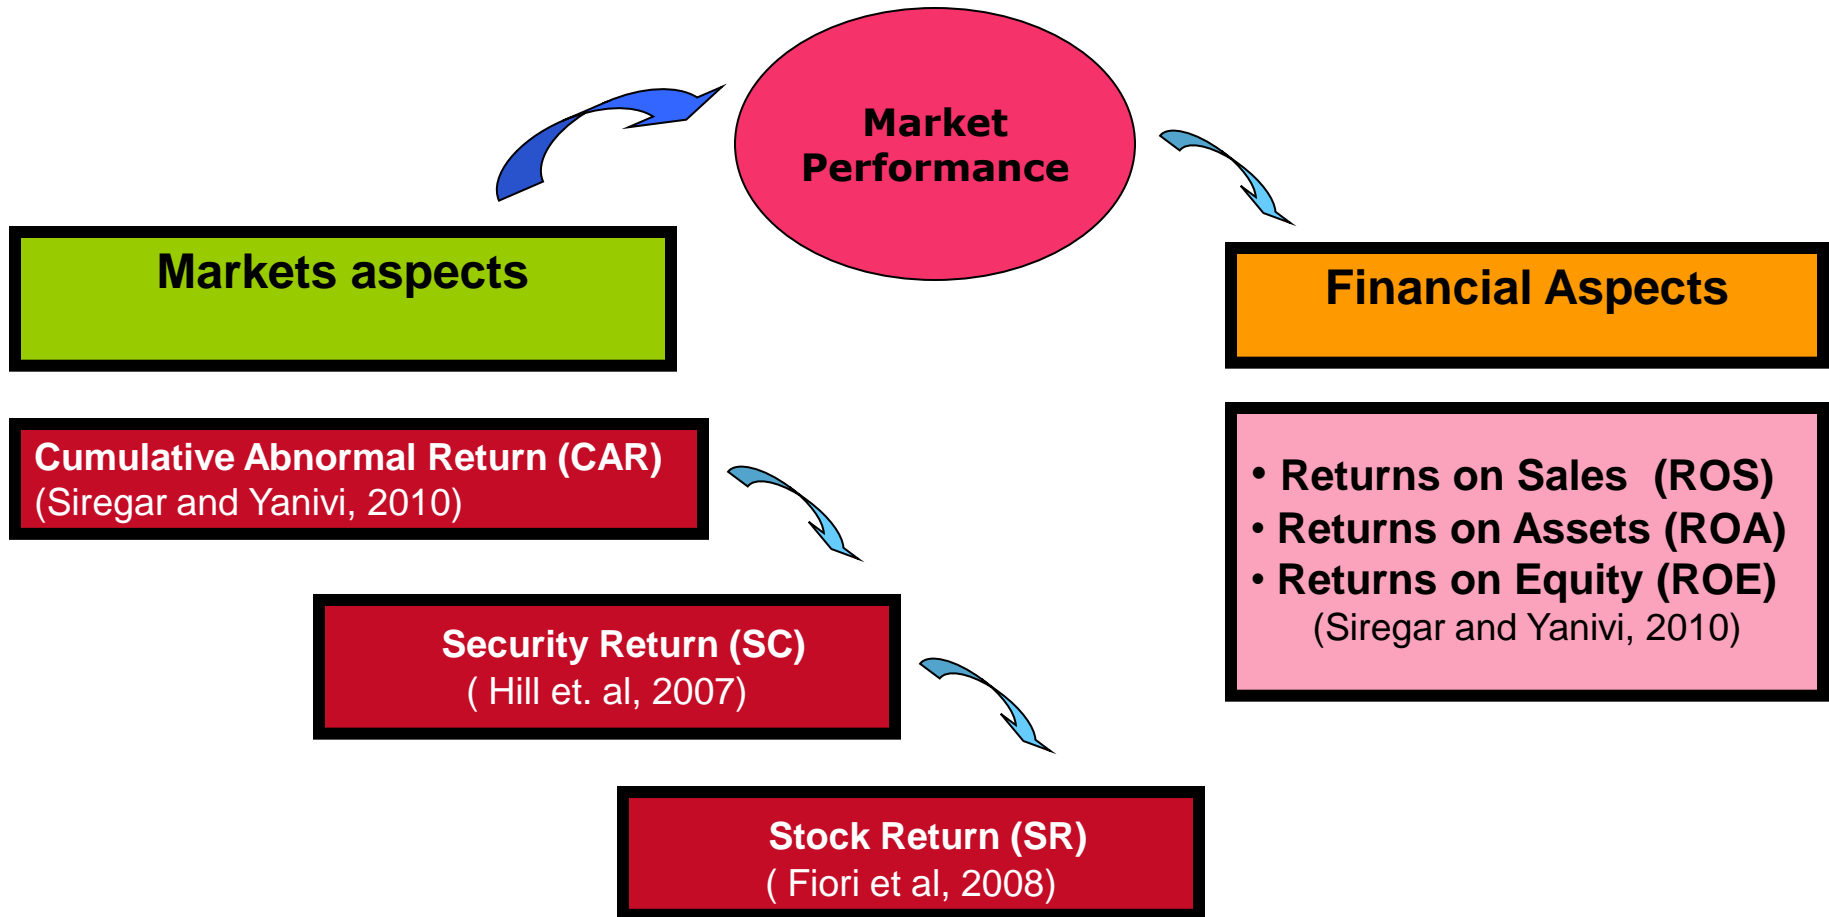 Market
Performance
Markets aspects
Financial Aspects
Cumulative Abnormal Return (CAR)
(Siregar and Yanivi, 2010)
Security Return (SC)
( Hill et. al, 2007)
Stock Return (SR)
( Fiori et al, 2008)
• Returns on Sales  (ROS)
• Returns on Assets (ROA)
• Returns on Equity (ROE)
(Siregar and Yanivi, 2010)